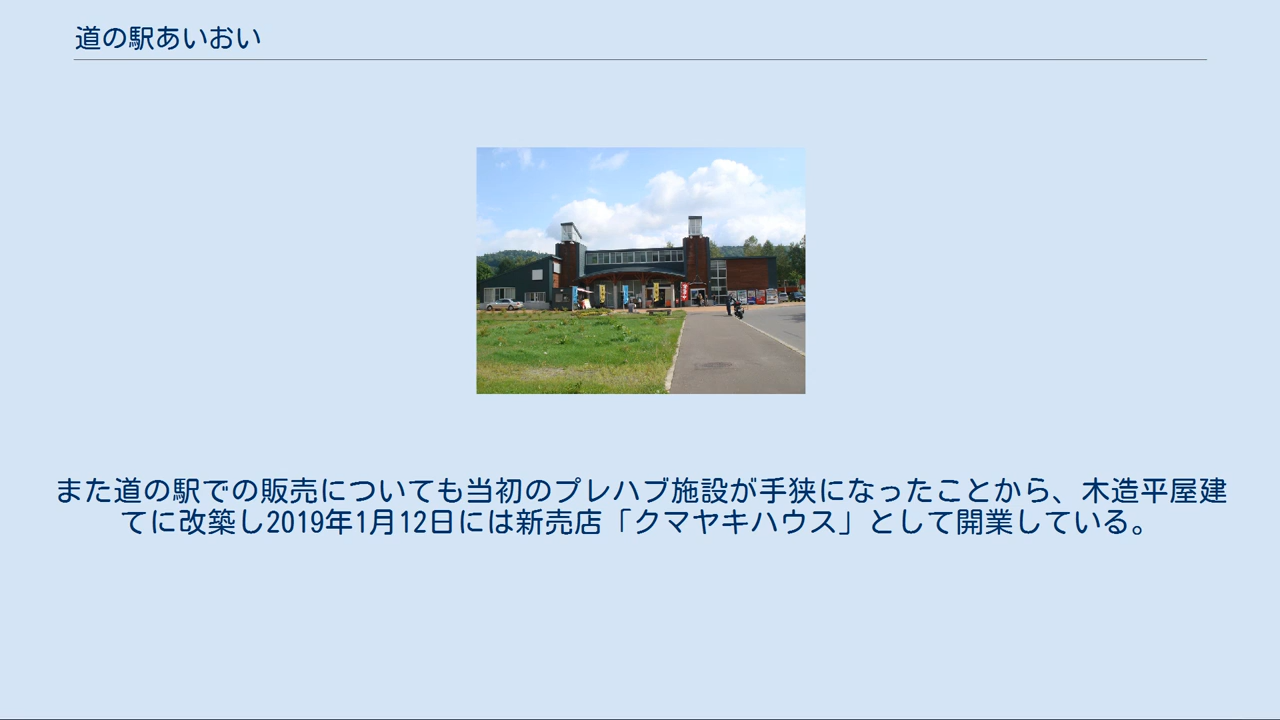 道の駅あいおい
また道の駅での販売についても当初のプレハブ施設が手狭になったことから、木造平屋建
てに改築し2019年1月12日には新売店「クマヤキハウス」として開業している。